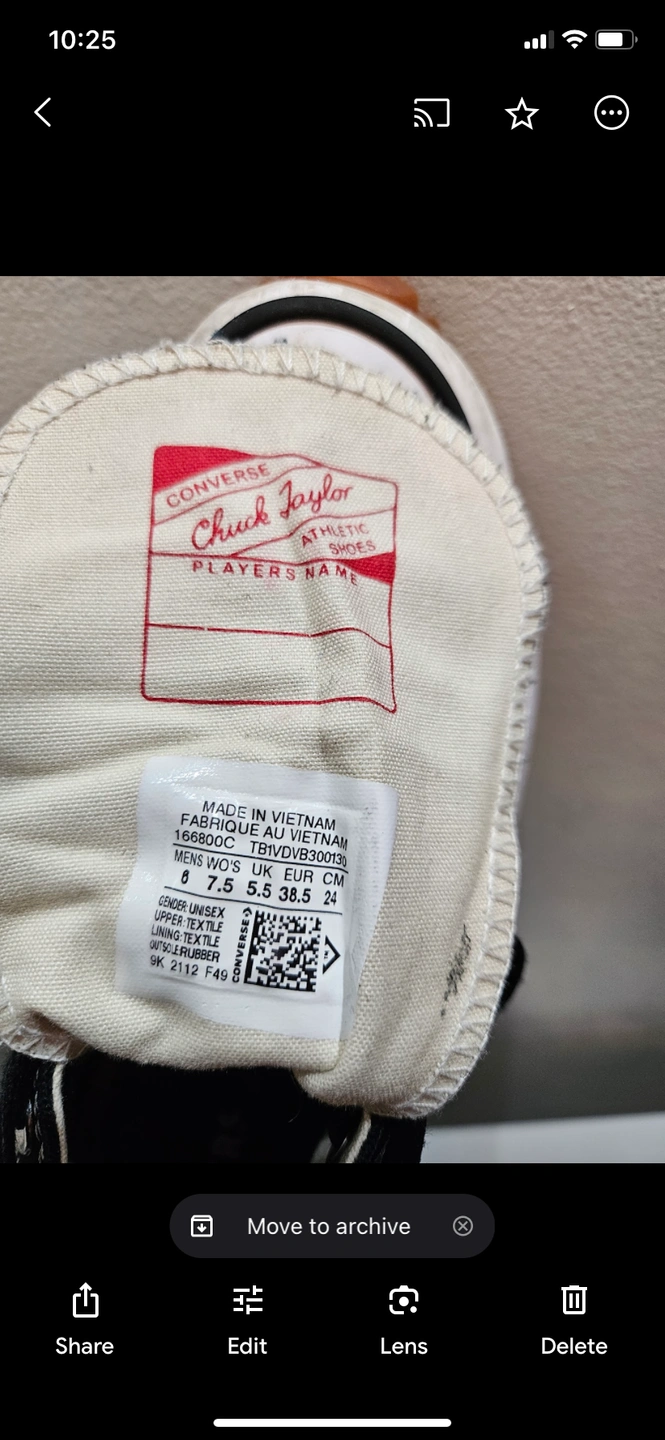 10:25
CONVERSE
Chuck Taylor
ATHLETIC
SHOES
PLAYERS NAME
MADE IN VIETNAM
FABRIQUE AU VIETNAM
166800C TB1VDVB300130
MENS WO'S UK EUR CM
6 7.5 5.5 38.5 24
GENDER:UNISEX
UPPER:TEXTILE
LINING:TEXTILE
OUTSOLE:RUBBER
9K 2112 F49
CONVERSE
Move to archive
Share Edit Lens Delete